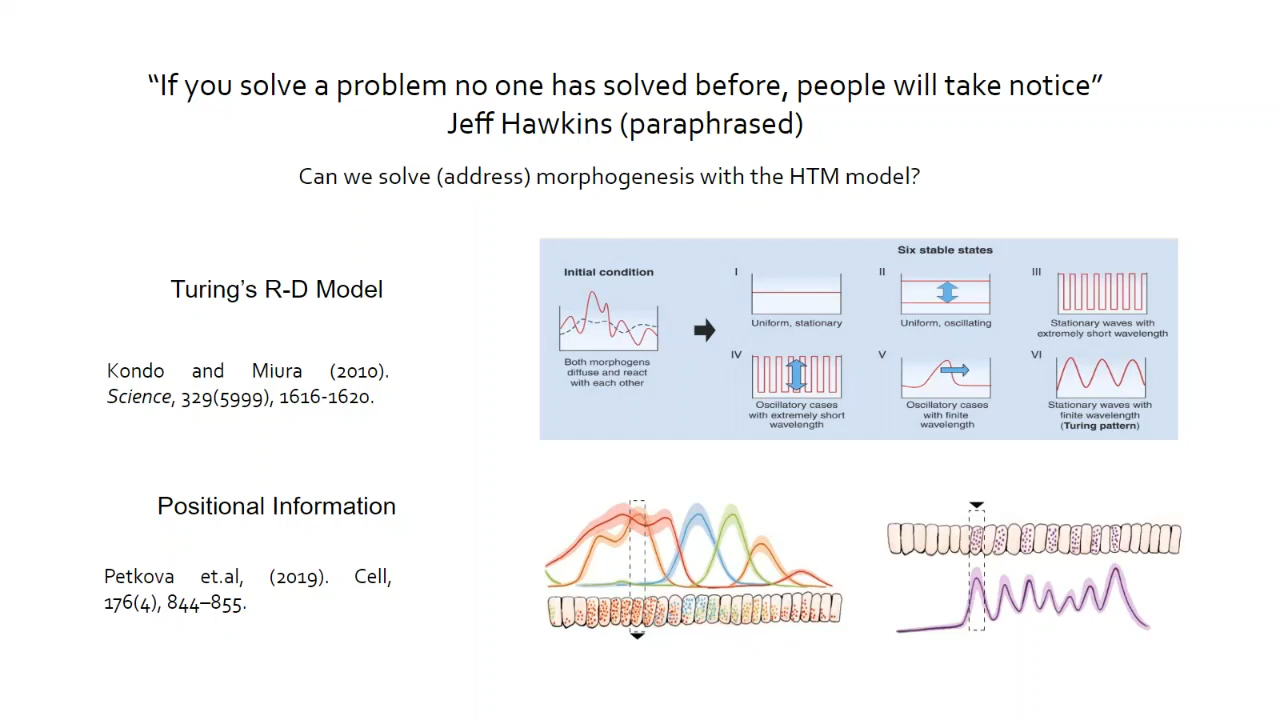 “If you solve a problem no one has solved before, people will take notice”
Jeff Hawkins (paraphrased)
Can we solve (address) morphogenesis with the HTM model?
Turing’s R-D Model
Kondo and Miura (2010).
Science, 329(5999), 1616-1620.
Initial condition
Both morphogens
diffuse and react
with each other
Six stable states
I
Uniform, stationary
II
Uniform, oscillating
III
Stationary waves with
extremely short wavelength
IV
Oscillatory cases
with extremely short
wavelength
V
Oscillatory cases
with finite
wavelength
VI
Stationary waves with
finite wavelength
(Turing pattern)
Positional Information
Petkova et.al, (2019). Cell,
176(4), 844–855.